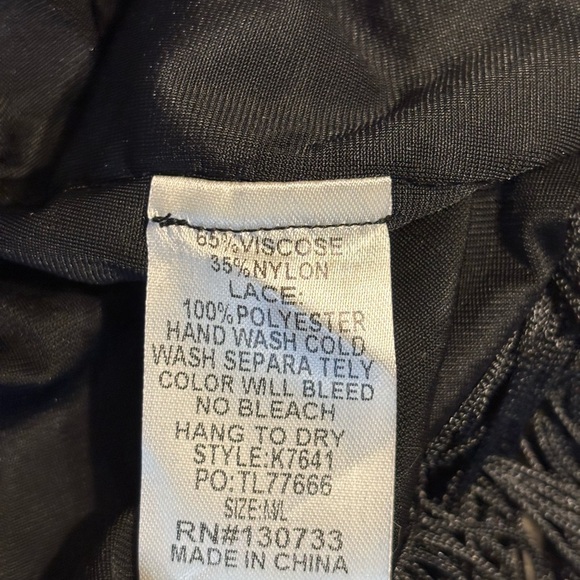 65%VISCOSE
35%NYLON
LACE:
100%POLYESTER
HAND WASH COLD
WASH SEPARA TELY
COLOR WILL BLEED
NO BLEACH
HANG TO DRY
STYLE:K7641
PO:TL77666
SIZE:M/L
RN#130733
MADE IN CHINA